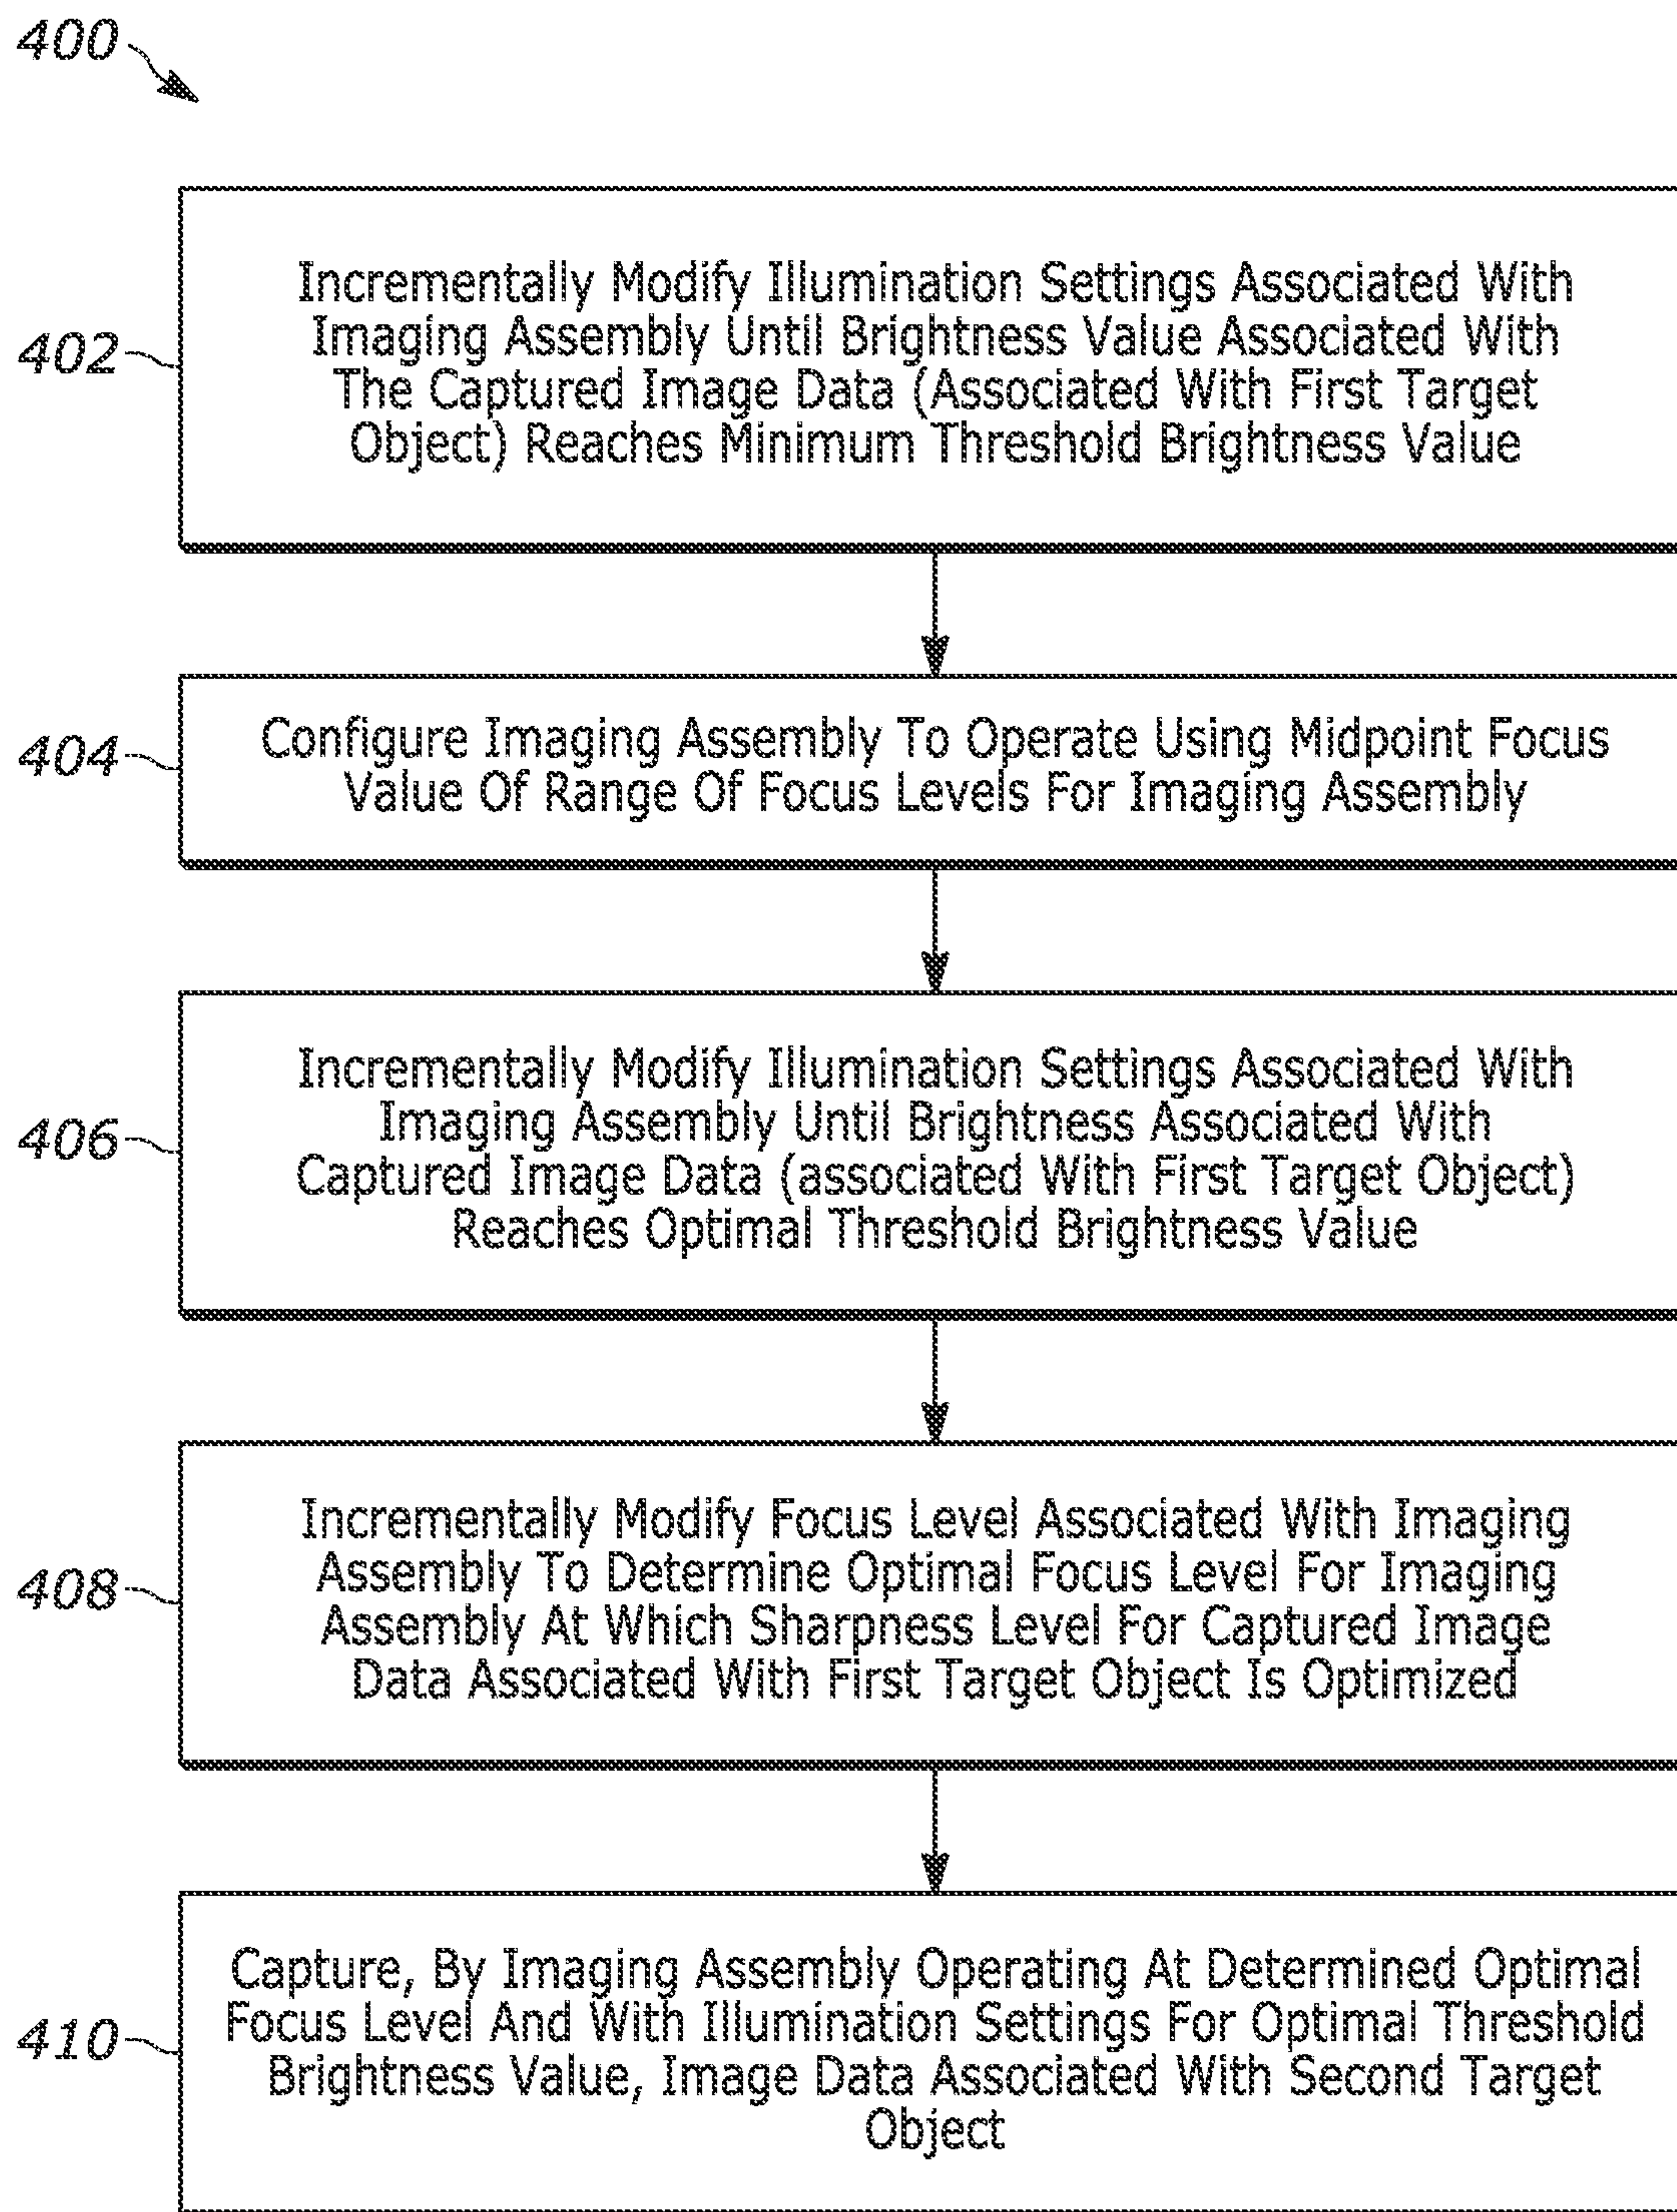 400
402
Incrementally Modify Illumination Settings Associated With
Imaging Assembly Until Brightness Value Associated With
The Captured Image Data (Associated With First Target
Object) Reaches Minimum Threshold Brightness Value
404
Configure Imaging Assembly To Operate Using Midpoint Focus
Value Of Range Of Focus Levels For Imaging Assembly
406
Incrementally Modify Illumination Settings Associated With
Imaging Assembly Until Brightness Associated With
Captured Image Data (associated With First Target Object)
Reaches Optimal Threshold Brightness Value
408
Incrementally Modify Focus Level Associated With Imaging
Assembly To Determine Optimal Focus Level For Imaging
Assembly At Which Sharpness Level For Captured Image
Data Associated With First Target Object Is Optimized
410
Capture, By Imaging Assembly Operating At Determined Optimal
Focus Level And With Illumination Settings For Optimal Threshold
Brightness Value, Image Data Associated With Second Target
Object